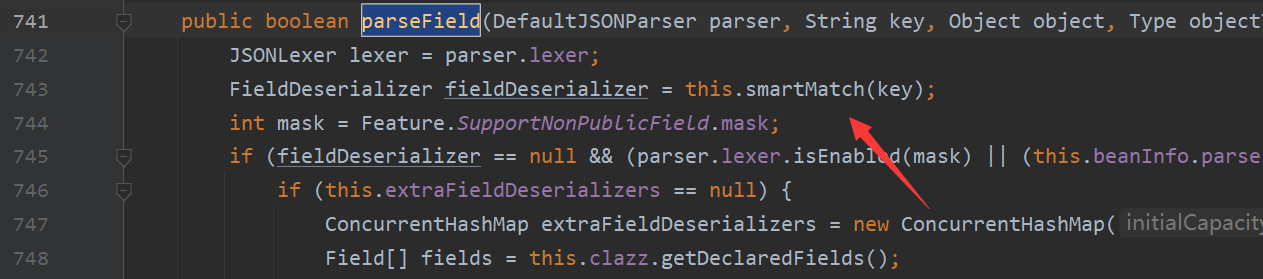 741 public boolean parseField(DefaultJSONParser parser, String key, Object object, Type
742 JSONLexer lexer = parser.lexer;
743 FieldDeserializer fieldDeserializer = this.smartMatch(key);
744 int mask = Feature.SupportNonPublicField.mask;
745 if (fieldDeserializer == null && (parser.lexer.isEnabled(mask) || (this.beanInfo.parse
746 if (this.extraFieldDeserializers == null) {
747 ConcurrentHashMap extraFieldDeserializers = new ConcurrentHashMap( initialCapacity
748 Field[] fields = this.clazz.getDeclaredFields();